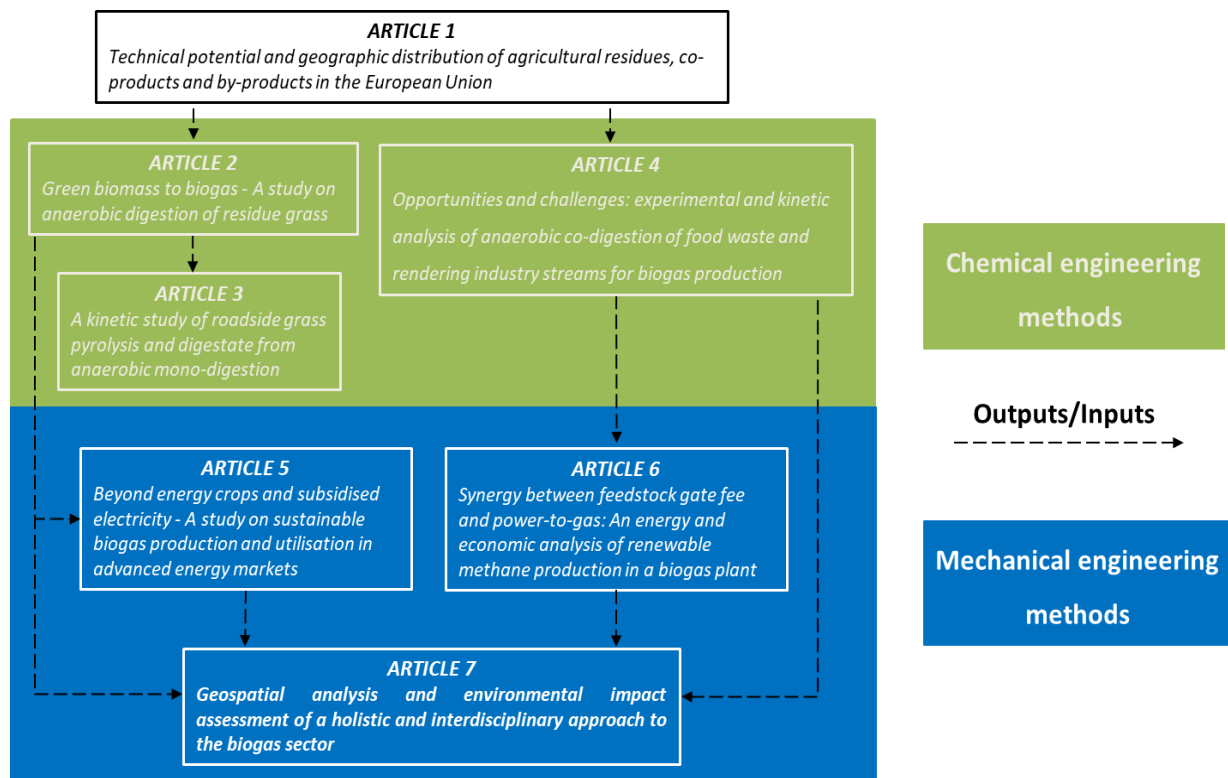 ARTICLE 1
Technical potential and geographic distribution of agricultural residues, co-
products and by-products in the European Union
ARTICLE 2
Green biomass to biogas - A study on
anaerobic digestion of residue grass
ARTICLE 4
Opportunities and challenges: experimental and kinetic
analysis of anaerobic co-digestion of food waste and
rendering industry streams for biogas production
ARTICLE 3
A kinetic study of roadside grass
pyrolysis and digestate from
anaerobic mono-digestion
ARTICLE 5
Beyond energy crops and subsidised
electricity - A study on sustainable
biogas production and utilisation in
advanced energy markets
ARTICLE 6
Synergy between feedstock gate fee
and power-to-gas: An energy and
economic analysis of renewable
methane production in a biogas plant
ARTICLE 7
Geospatial analysis and environmental impact
assessment of a holistic and interdisciplinary approach to
the biogas sector
Chemical engineering
methods
Outputs/Inputs
Mechanical engineering
methods